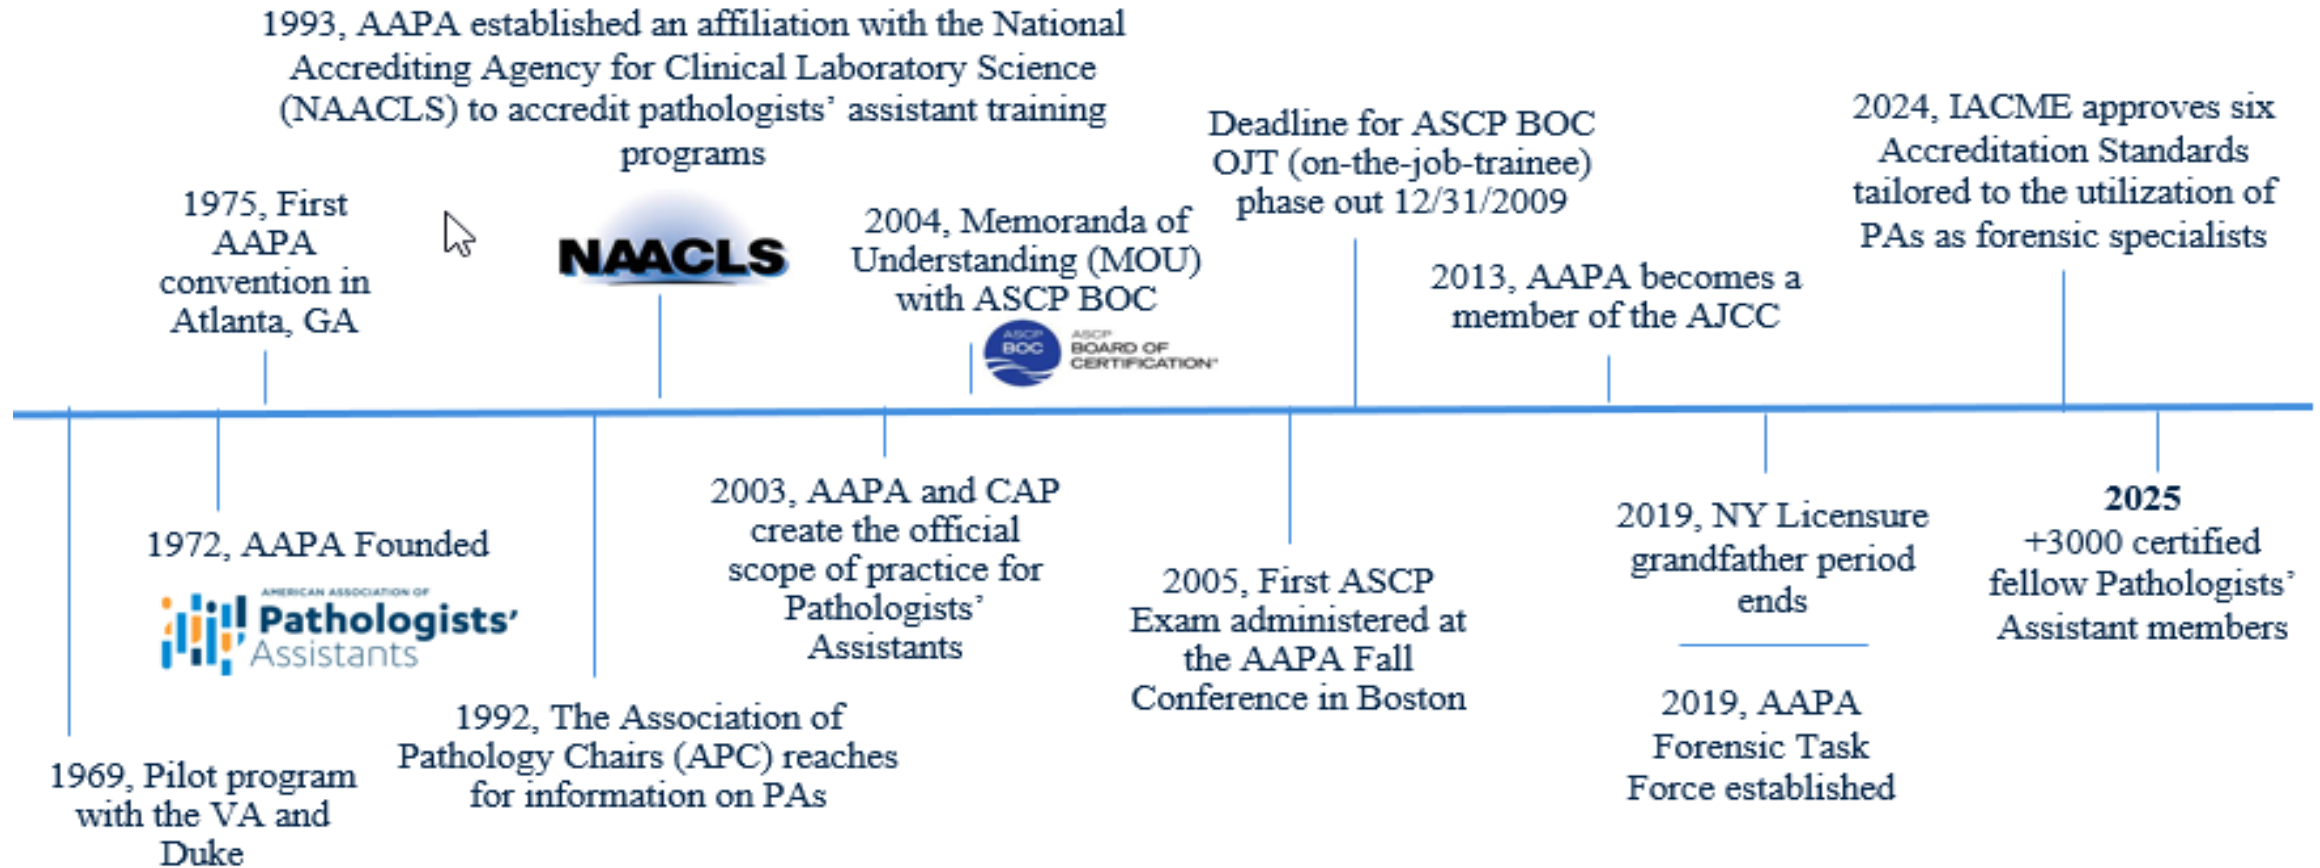 1993, AAPA established an affiliation with the National
Accrediting Agency for Clinical Laboratory Science
(NAACLS) to accredit pathologists’ assistant training
programs
1975, First
AAPA
convention in
Atlanta, GA
NAACLS
2004, Memoranda of
Understanding (MOU)
with ASCP BOC
ASCP
BOC
ASCP
BOARD OF
CERTIFICATION
Deadline for ASCP BOC
OJT (on-the-job-trainee)
phase out 12/31/2009
2013, AAPA becomes a
member of the AJCC
2024, IACME approves six
Accreditation Standards
tailored to the utilization of
PAs as forensic specialists
1969, Pilot program
with the VA and
Duke
1972, AAPA Founded
AMERICAN ASSOCIATION OF
Pathologists’
Assistants
1992, The Association of
Pathology Chairs (APC) reaches
for information on PAs
2003, AAPA and CAP
create the official
scope of practice for
Pathologists’
Assistants
2005, First ASCP
Exam administered at
the AAPA Fall
Conference in Boston
2019, NY Licensure
grandfather period
ends
2019, AAPA
Forensic Task
Force established
2025
+3000 certified
fellow Pathologists’
Assistant members